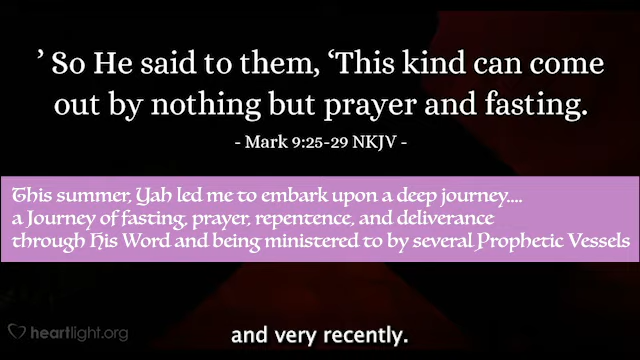 ’ So He said to them, ‘This kind can come
out by nothing but prayer and fasting.
- Mark 9:25-29 NKJV -
This summer, Yah led me to embark upon a deep journey....
a Journey of fasting, prayer, repentence, and deliverance
through His Word and being ministered to by several Prophetic Vessels
heartlight.org
and very recently.